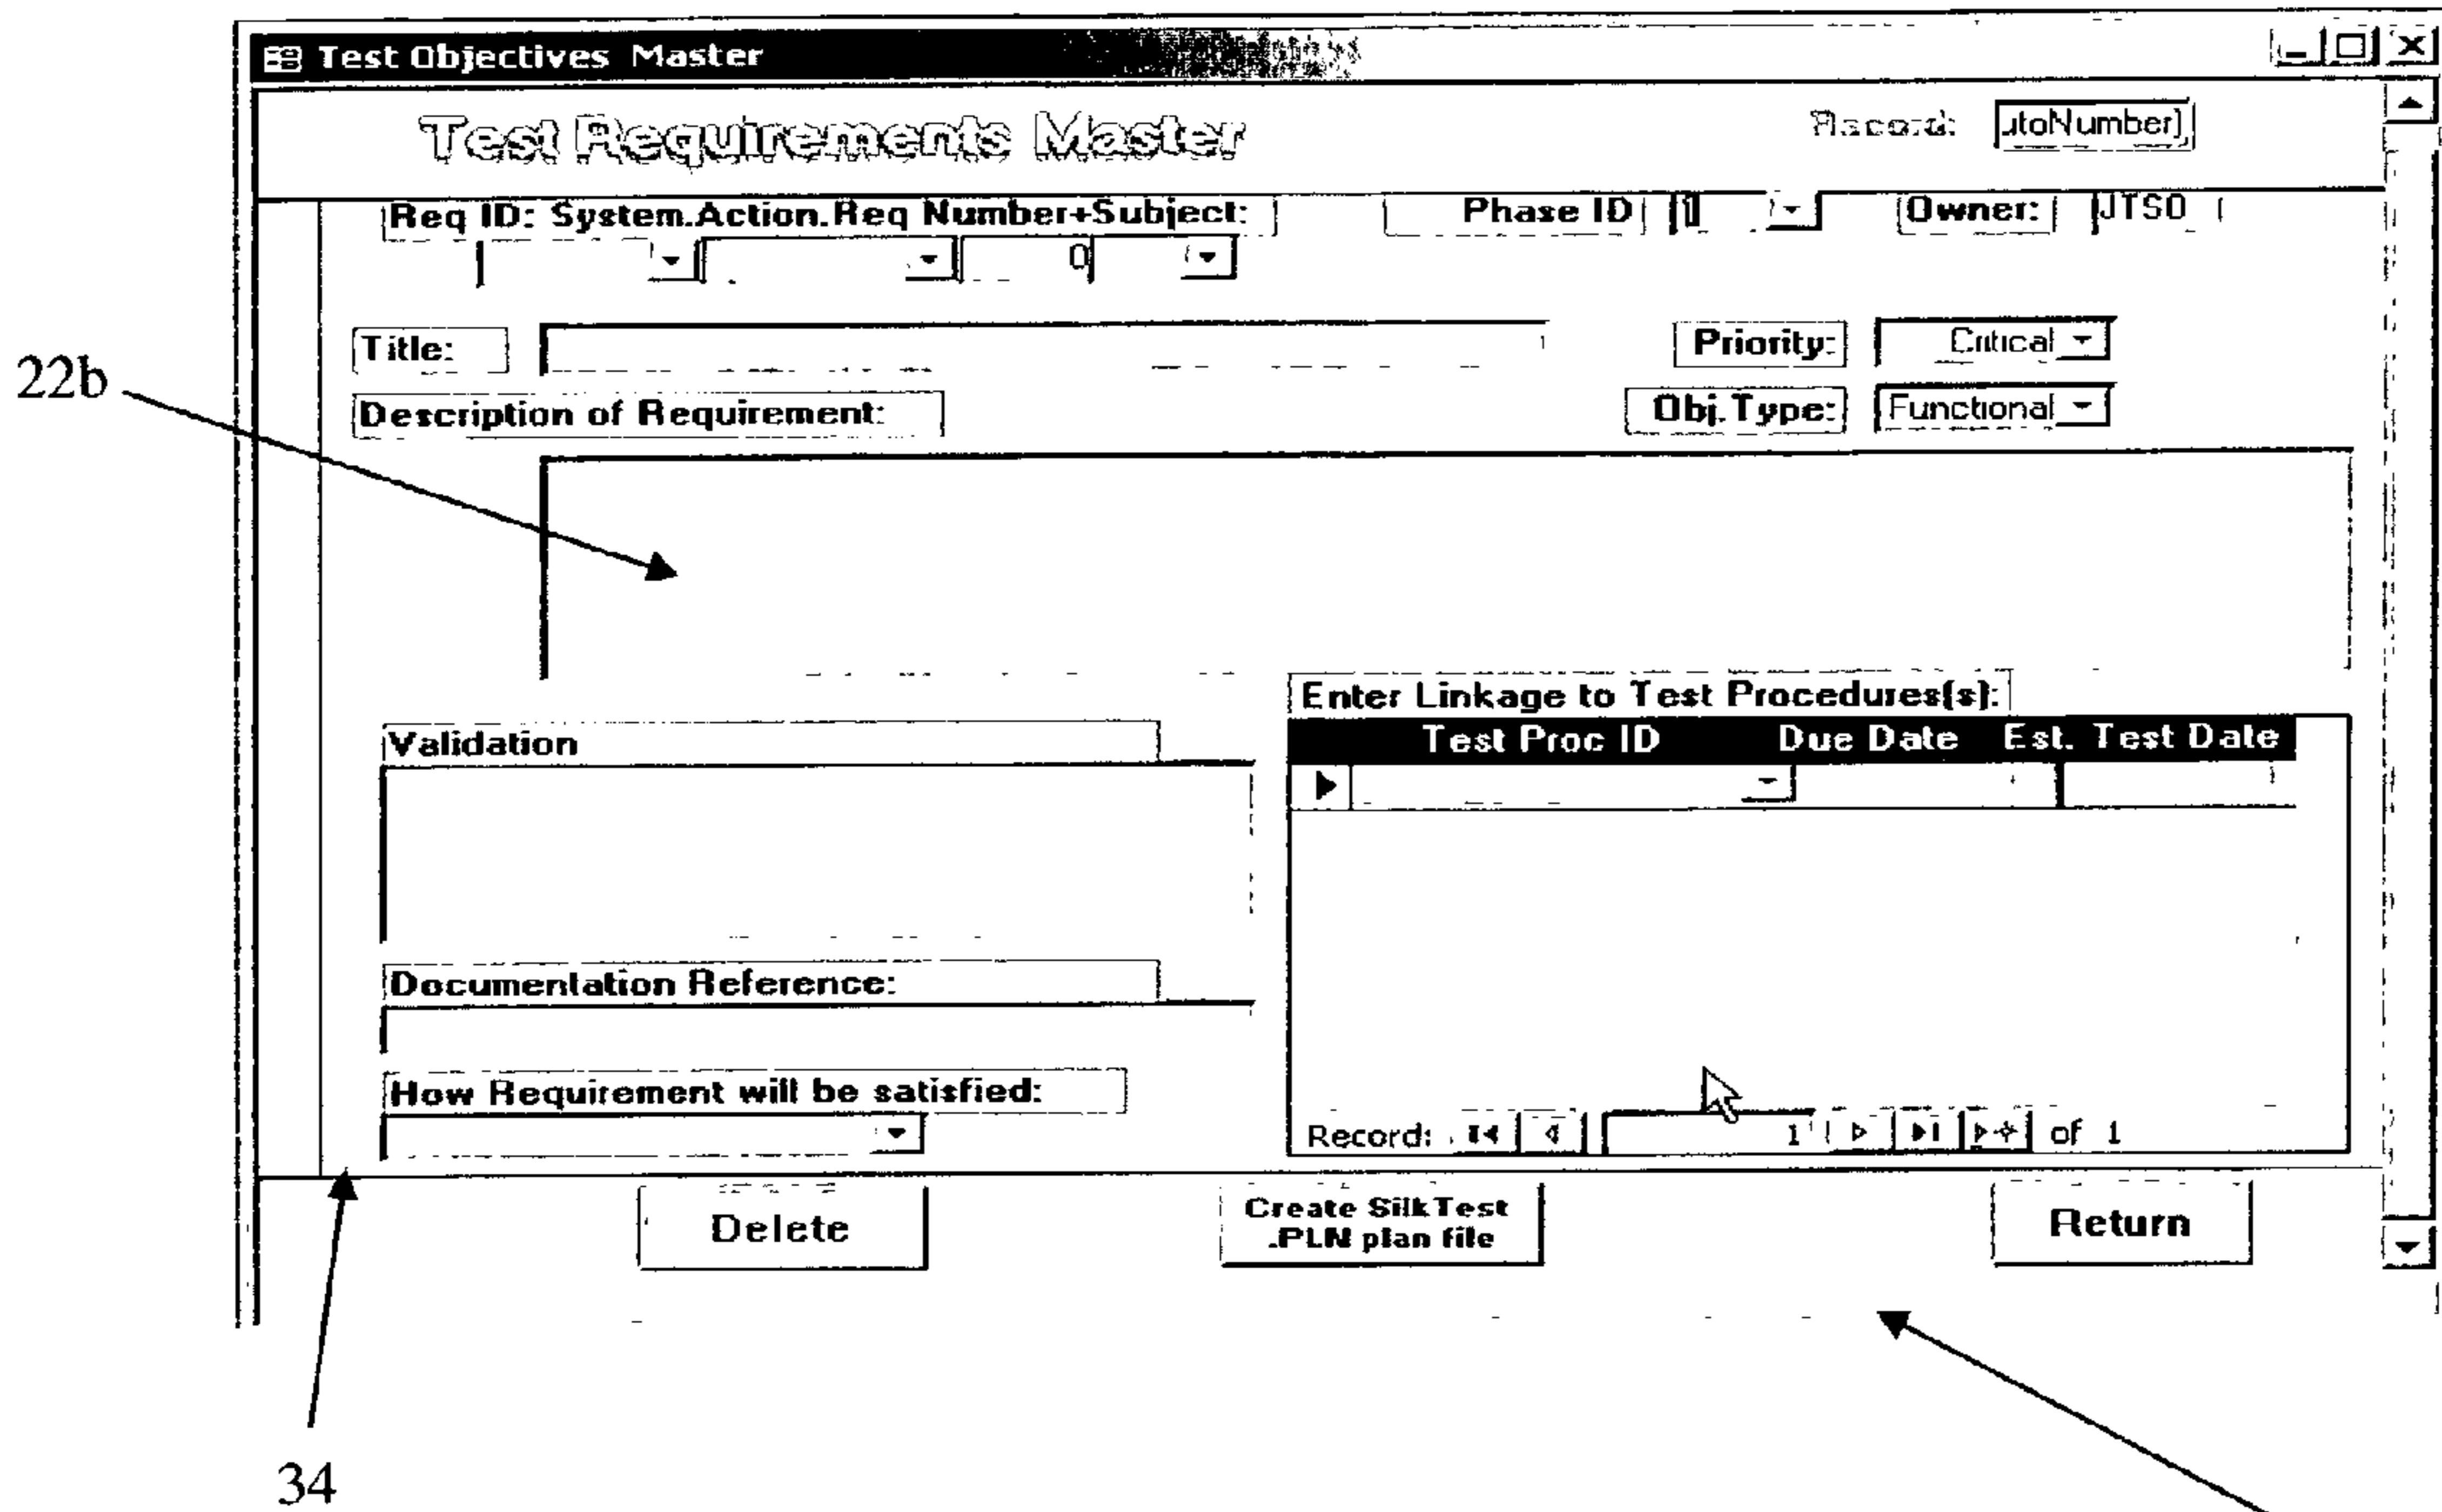 Test Objectives Master
Test Requirements Master
Record: utoNumber)
Req ID: System.Action.Req Number+Subject:
Phase ID 1
Owner: JTSO
0
Title:
Priority: Critical
22b
Description of Requirement:
Obj.Type: Functional
Enter Linkage to Test Procedures(s):
Validation
Test Proc ID Due Date Est. Test Date
Documentation Reference:
How Requirement will be satisfied:
Record: 1 of 1
Delete
Create SilkTest
.PLN plan file
Return
34